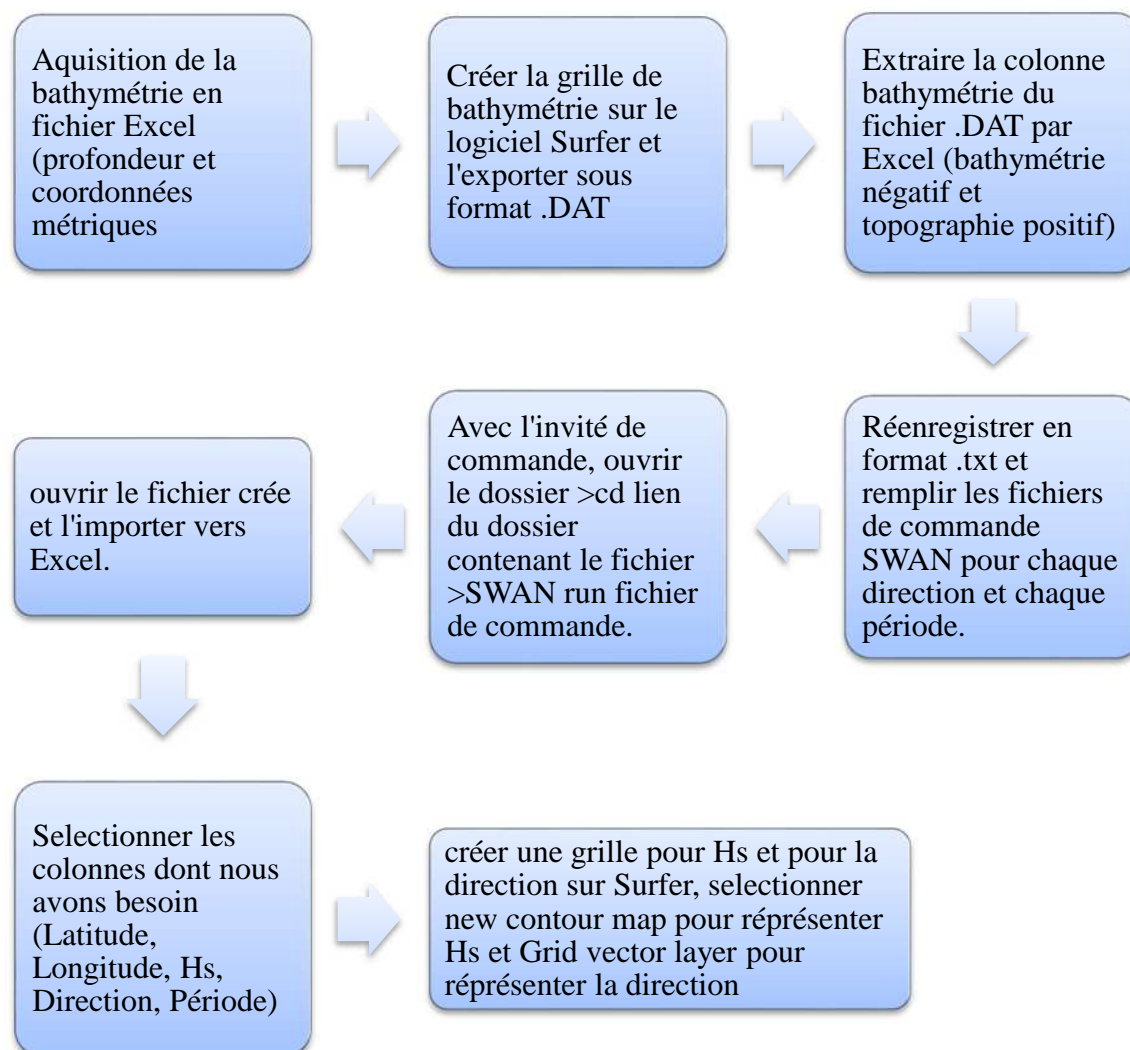 Aquisition de la
bathymétrie en
fichier Excel
(profondeur et
coordonnées
métriques
Créer la grille de
bathymétrie sur le
logiciel Surfer et
l'exporter sous
format .DAT
Extraire la colonne
bathymétrie du
fichier .DAT par
Excel (bathymétrie
négatif et
topographie positif)
Réenregistrer en
format .txt et
remplir les fichiers
de commande
SWAN pour chaque
direction et chaque
période.
Avec l'invité de
commande, ouvrir
le dossier >cd lien
du dossier
contenant le fichier
>SWAN run fichier
de commande.
ouvrir le fichier crée
et l'importer vers
Excel.
Selectionner les
colonnes dont nous
avons besoin
(Latitude,
Longitude, Hs,
Direction, Période)
créer une grille pour Hs et pour la
direction sur Surfer, selectionner
new contour map pour réprésenter
Hs et Grid vector layer pour
réprésenter la direction